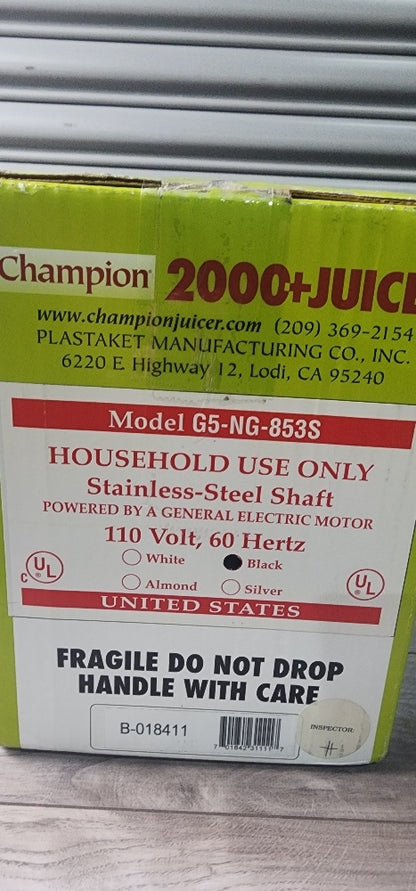 Champion 2000+JUICE
www.championjuicer.com (209) 369-2154
PLASTAKET MANUFACTURING CO., INC.
6220 E. Highway 12, Lodi, CA 95240
Model G5-NG-853S
HOUSEHOLD USE ONLY
Stainless-Steel Shaft
POWERED BY A GENERAL ELECTRIC MOTOR
110 Volt, 60 Hertz
White Black
Almond Silver
C UL ® UL ®
UNITED STATES
FRAGILE DO NOT DROP
HANDLE WITH CARE
B-018411
INSPECTOR: